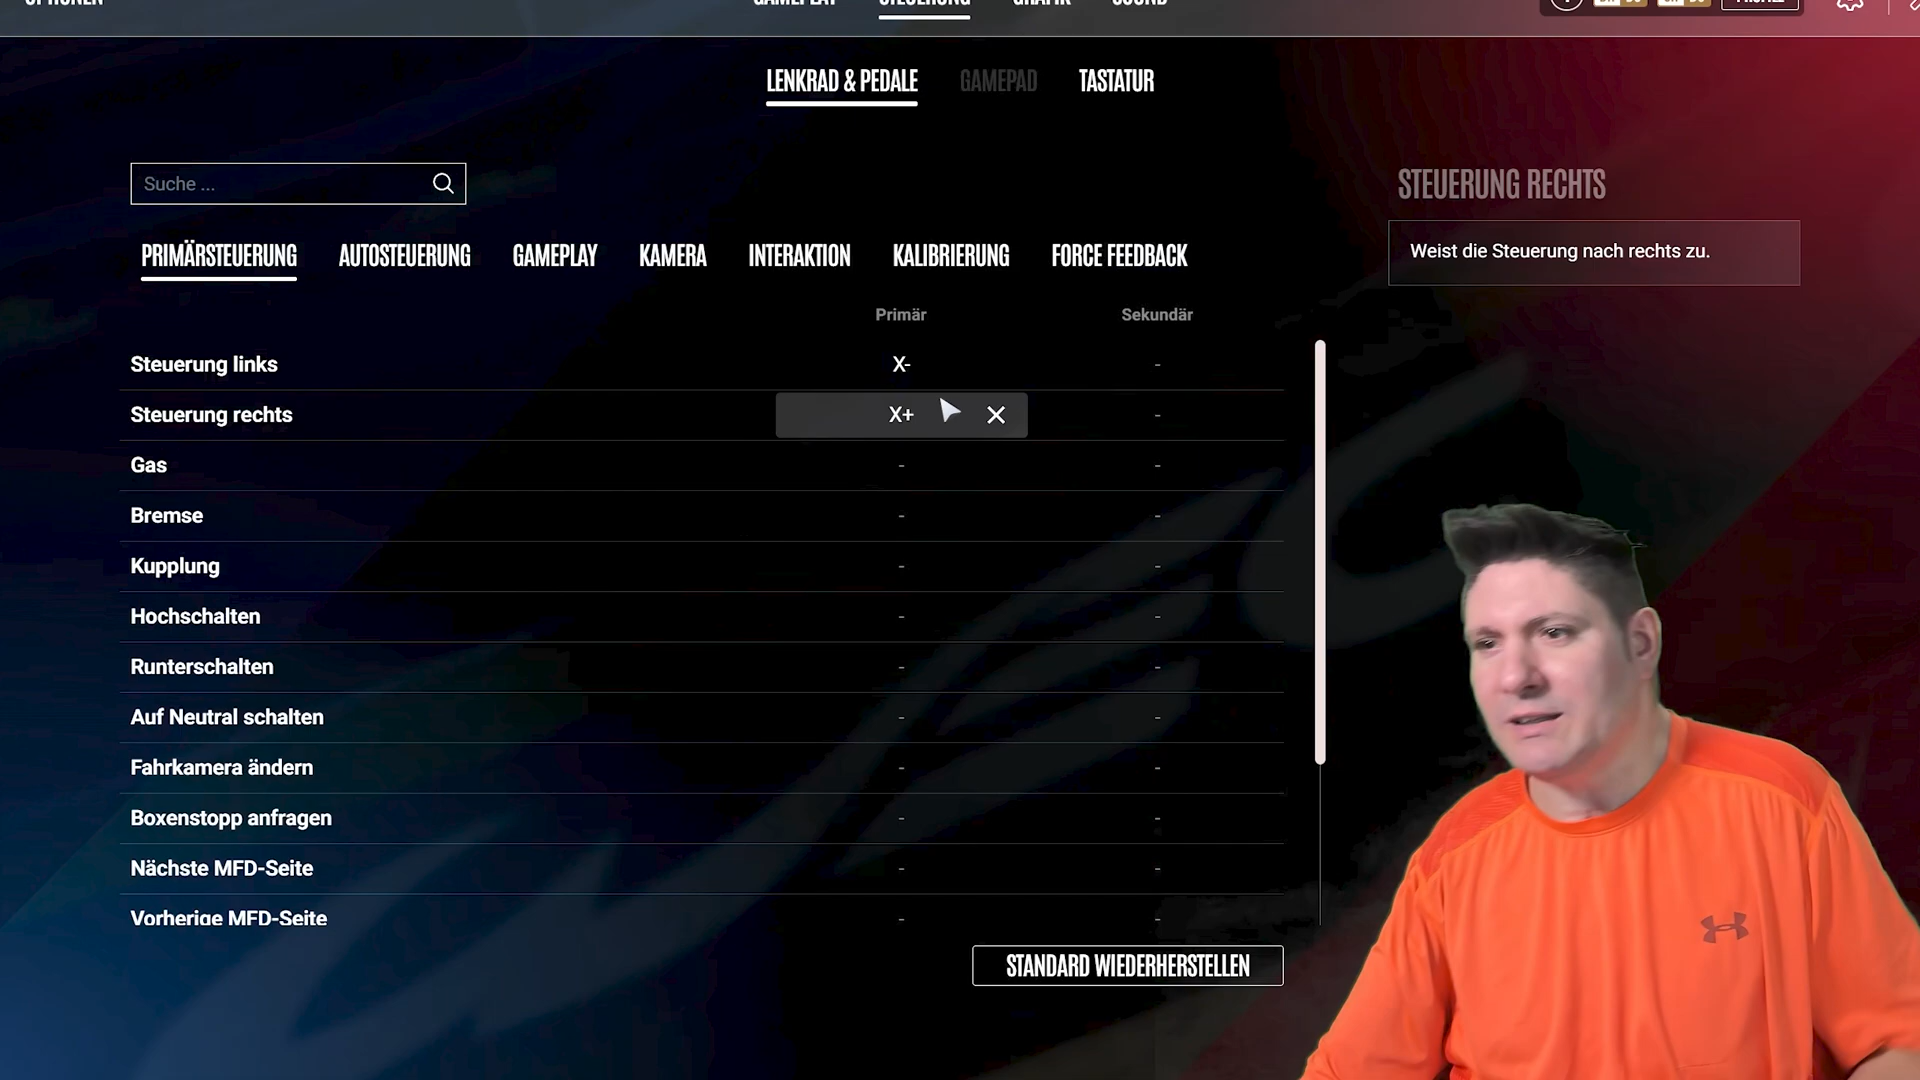 LENKRAD & PEDALE GAMEPAD TASTATUR
Suche ...
STEUERUNG RECHTS
Weist die Steuerung nach rechts zu.
PRIMÄRSTEUERUNG AUTOSTEUERUNG GAMEPLAY KAMERA INTERAKTION KALIBRIERUNG FORCE FEEDBACK
Primär Sekundär
Steuerung links X- -
Steuerung rechts X+ -
Gas - -
Bremse - -
Kupplung - -
Hochschalten - -
Runterschalten - -
Auf Neutral schalten - -
Fahrkamera ändern - -
Boxenstopp anfragen - -
Nächste MFD-Seite - -
Vorherige MFD-Seite - -
STANDARD WIEDERHERSTELLEN